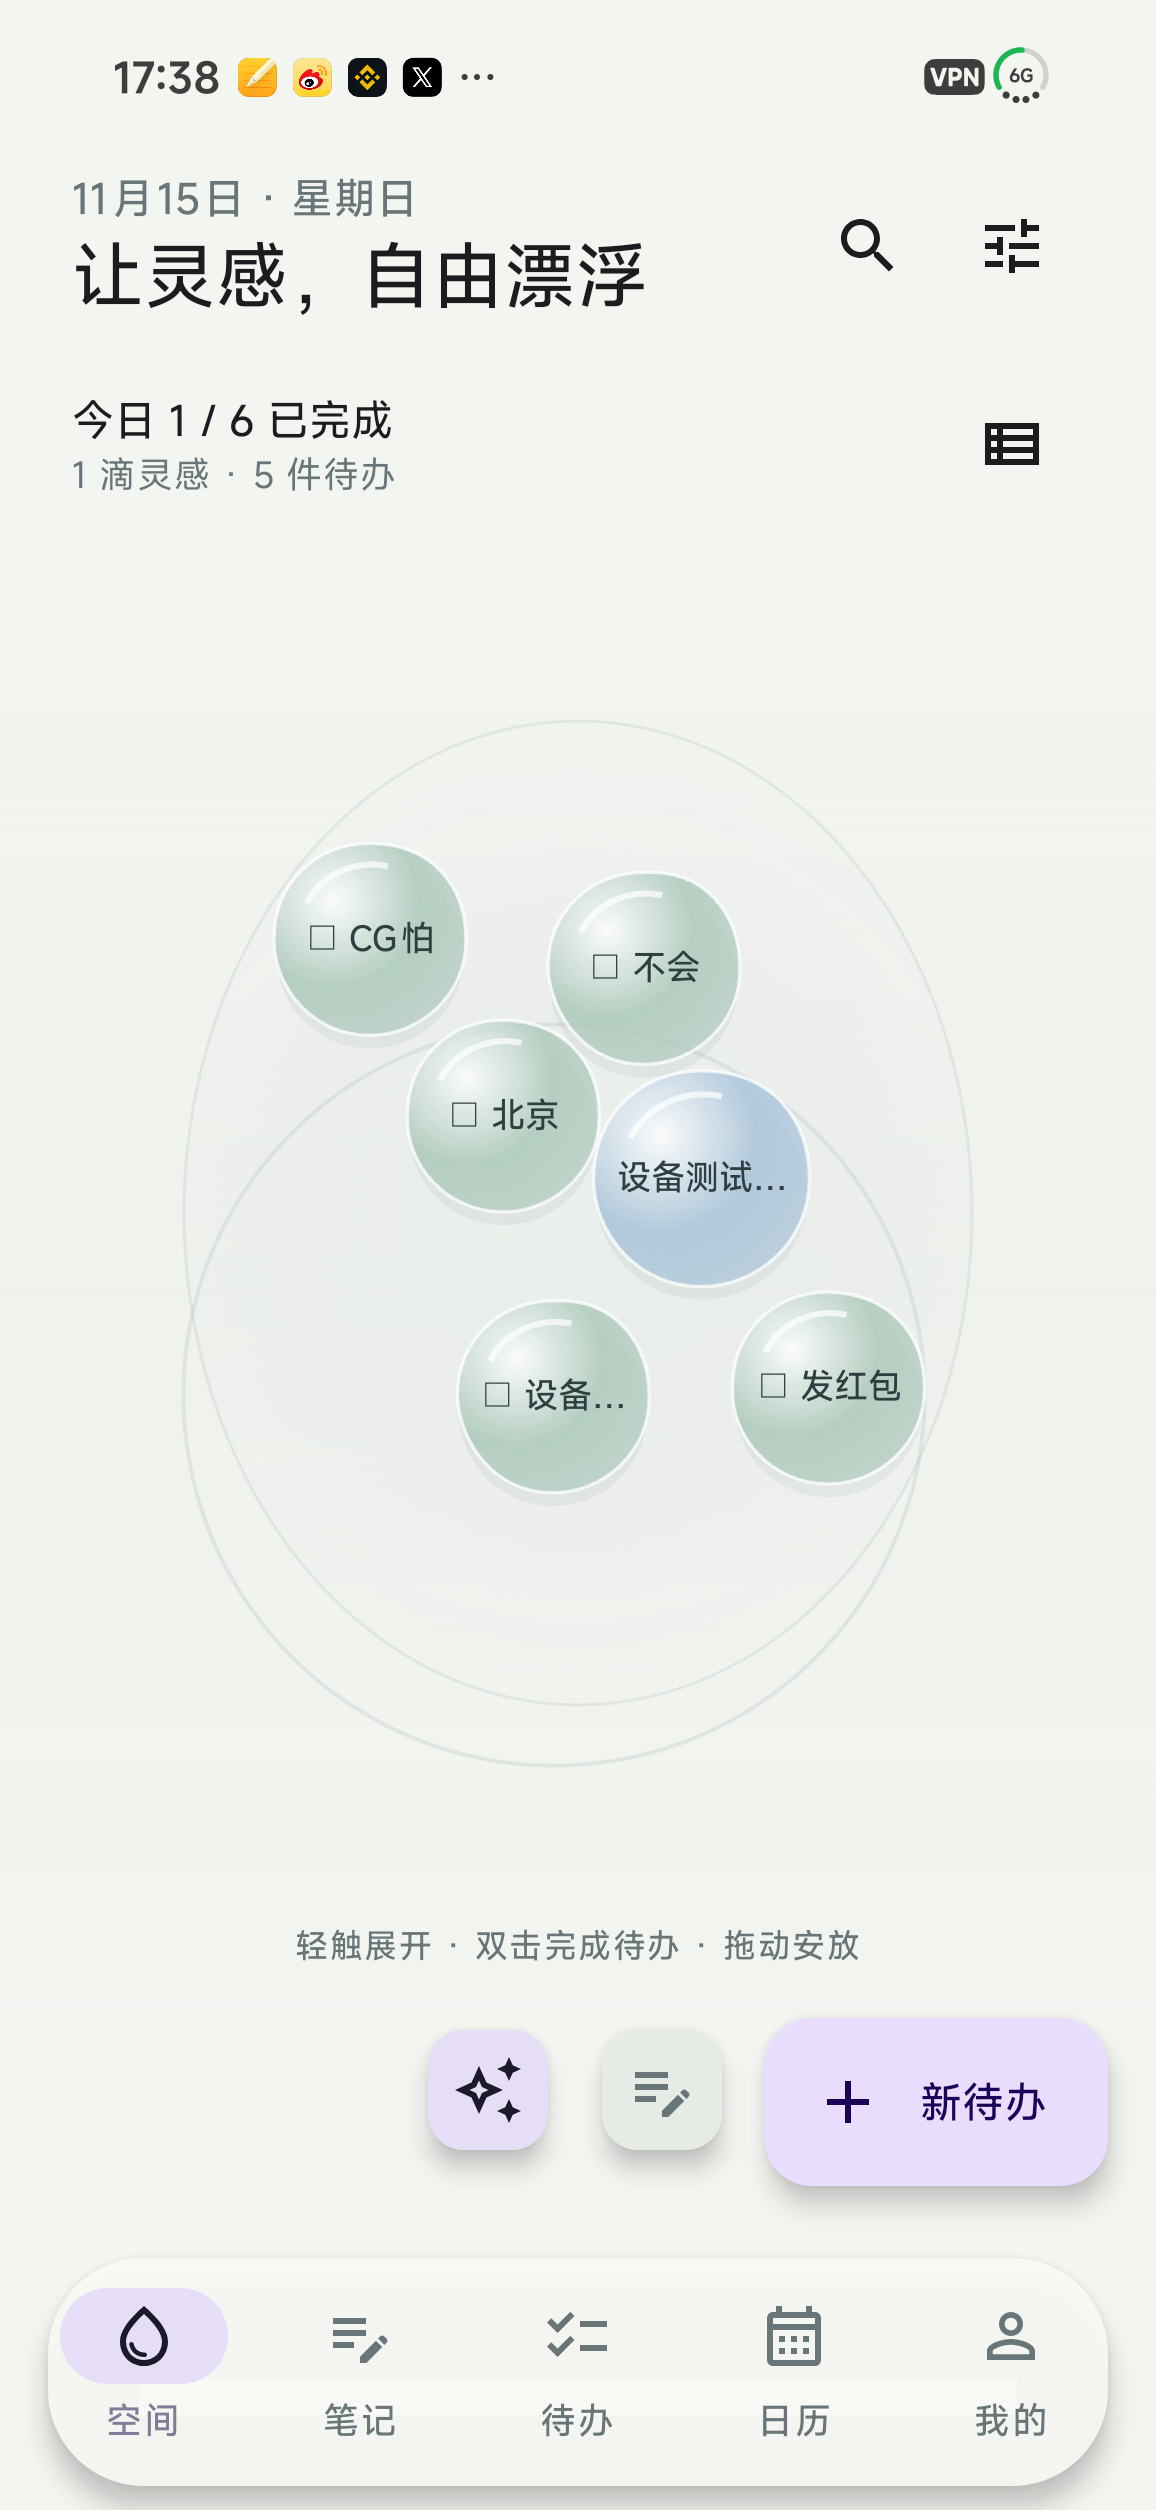 17:38
VPN 6G
11月15日 · 星期日
让灵感，自由漂浮
今日 1 / 6 已完成
1 滴灵感 · 5 件待办
□ CG怕
□ 不会
□ 北京
设备测试...
□ 设备...
□ 发红包
轻触展开 · 双击完成待办 · 拖动安放
+ 新待办
空间
笔记
待办
日历
我的